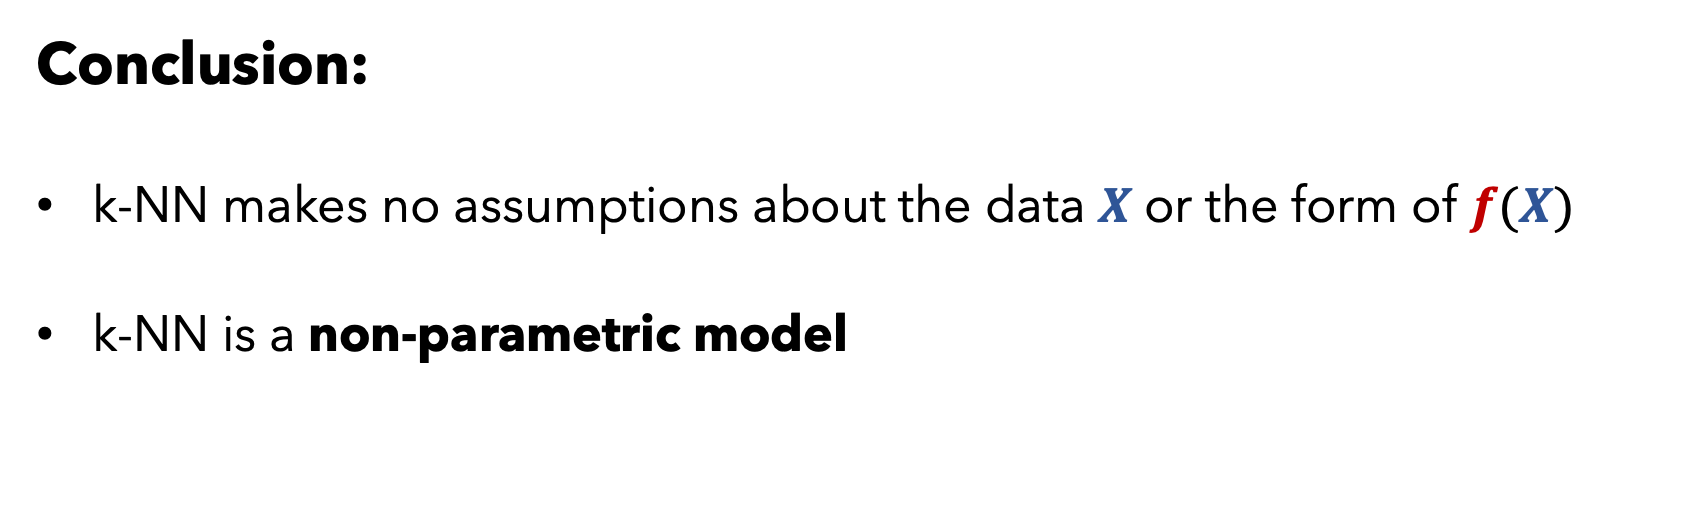 Conclusion:
• k-NN makes no assumptions about the data X or the form of f(X)
• k-NN is a non-parametric model